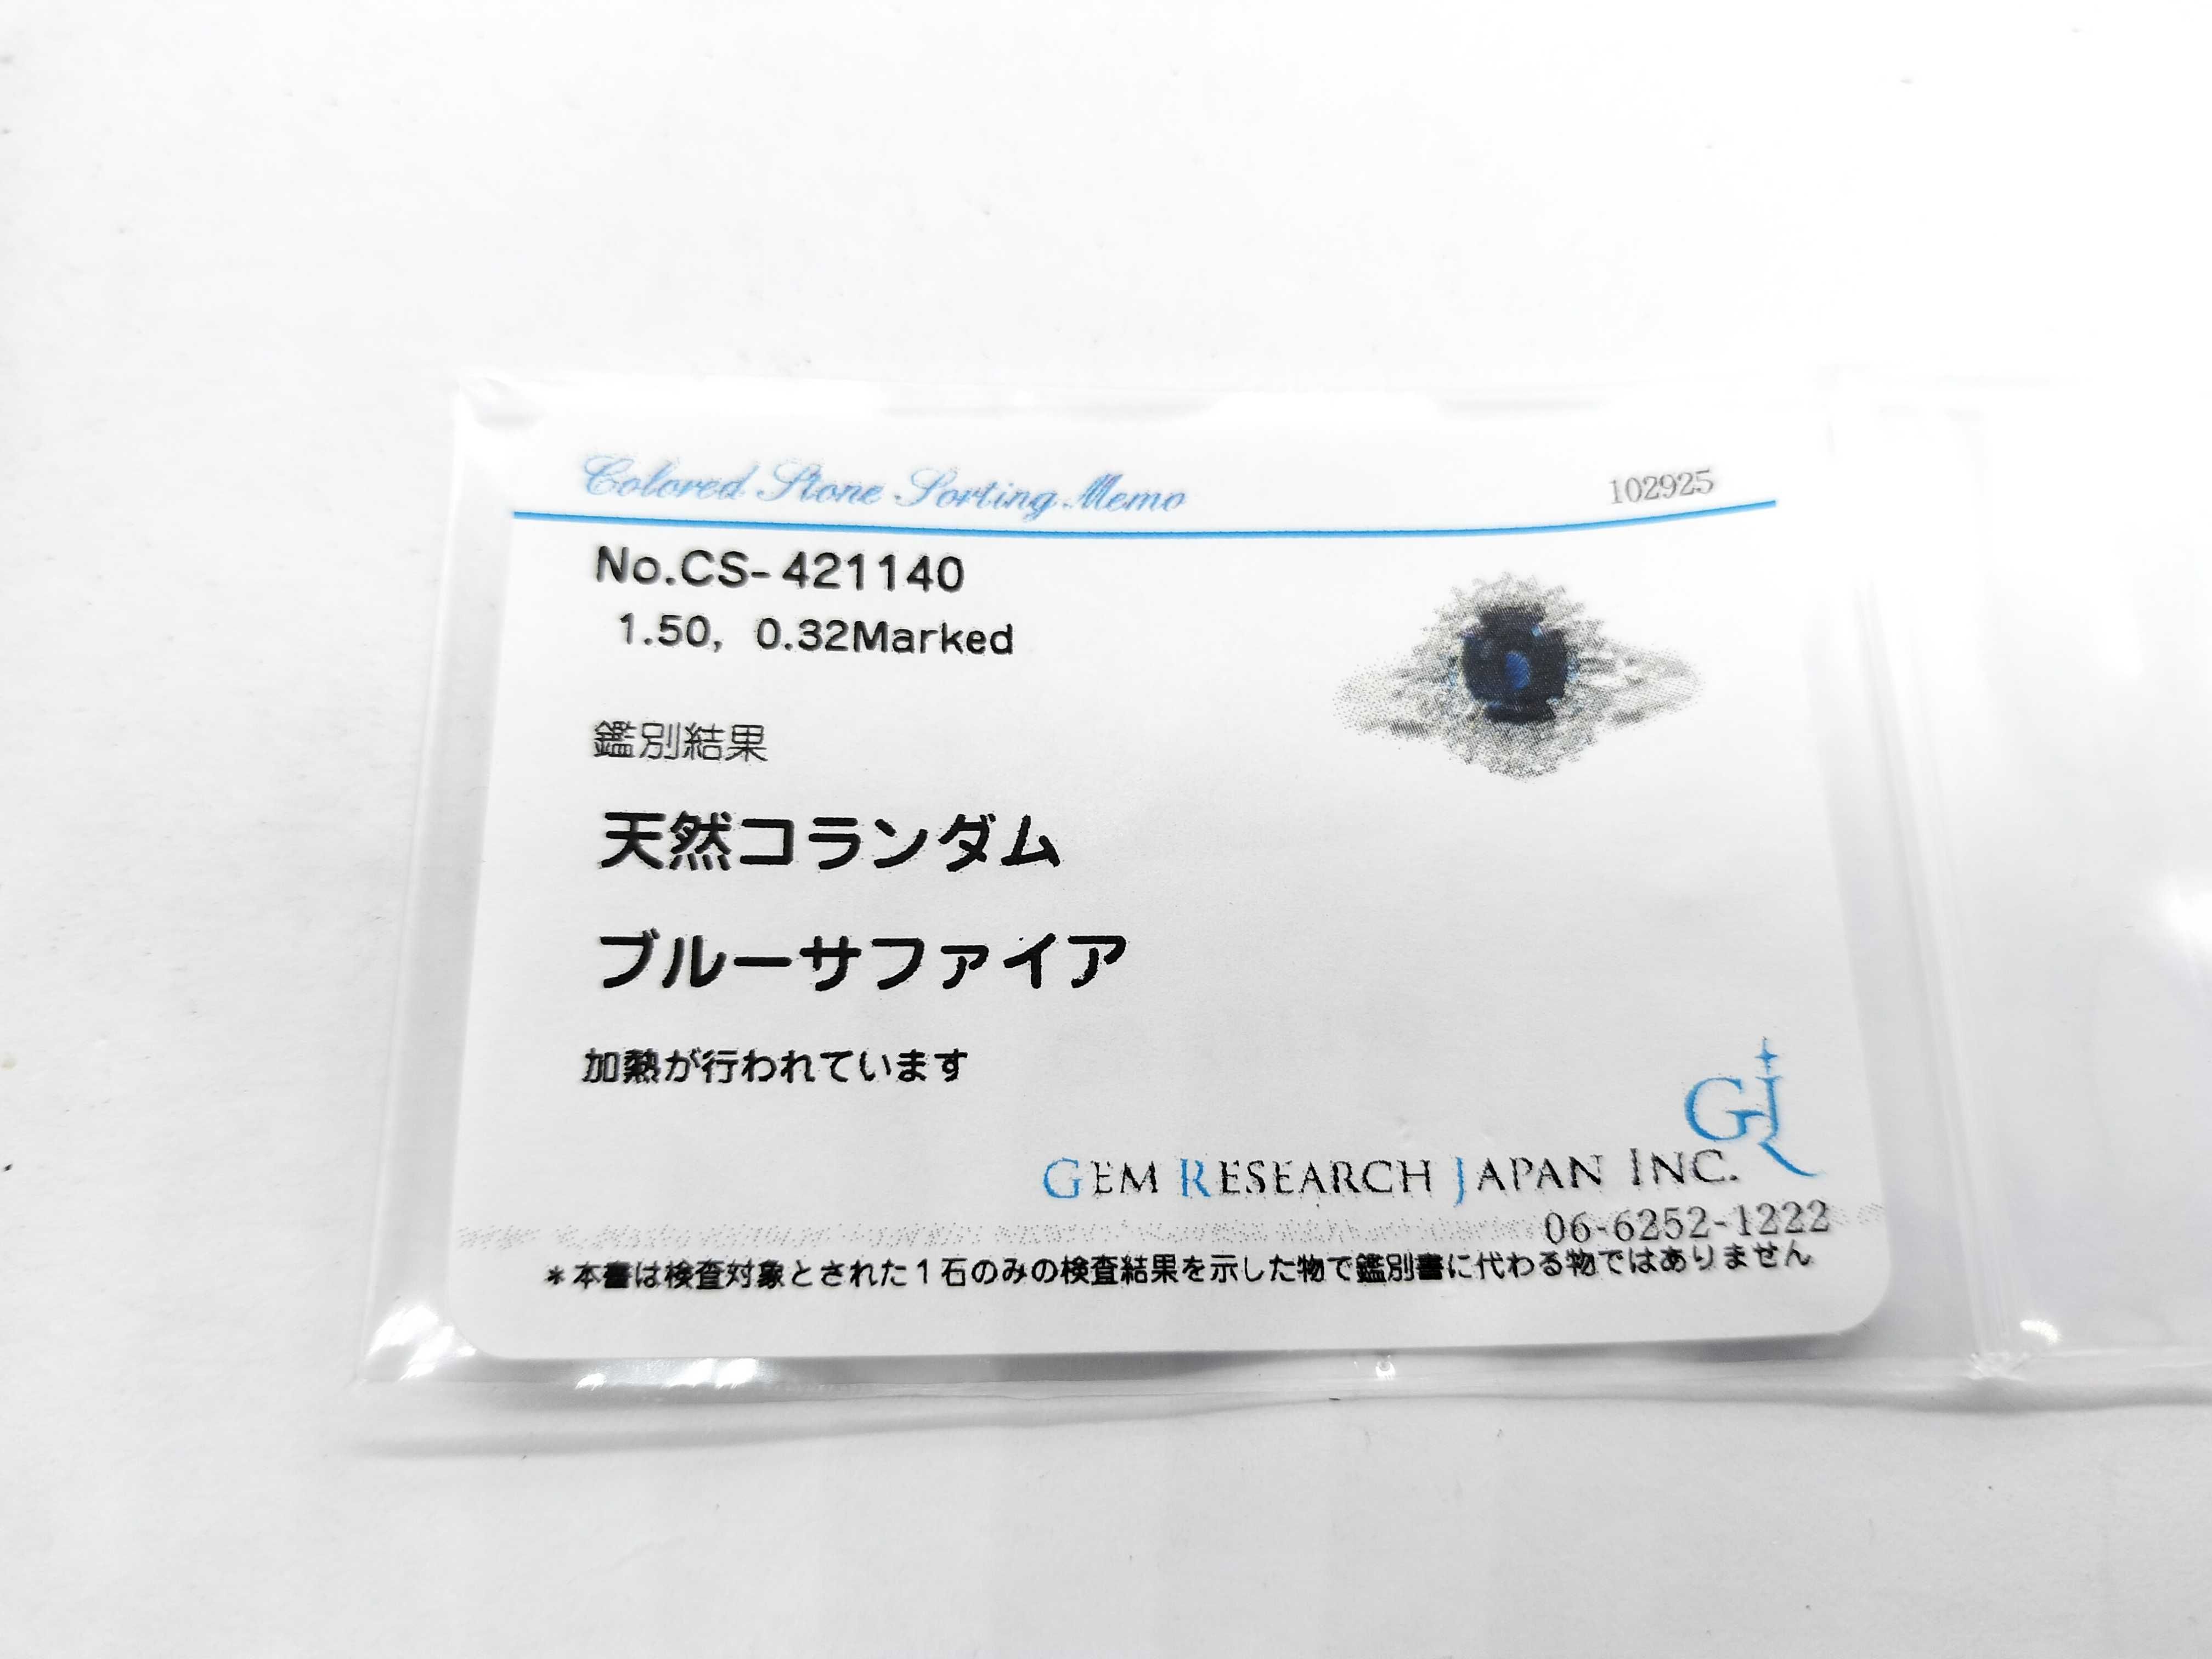 Colored Stone Sorting Memo
102925
No.CS-421140
1.50, 0.32Marked
鑑別結果
天然コランダム
ブルーサファイア
加熱が行われています
GJR
GEM RESEARCH JAPAN INC.
06-6252-1222
*本書は検査対象とされた1石のみの検査結果を示した物で鑑別書に代わる物ではありません